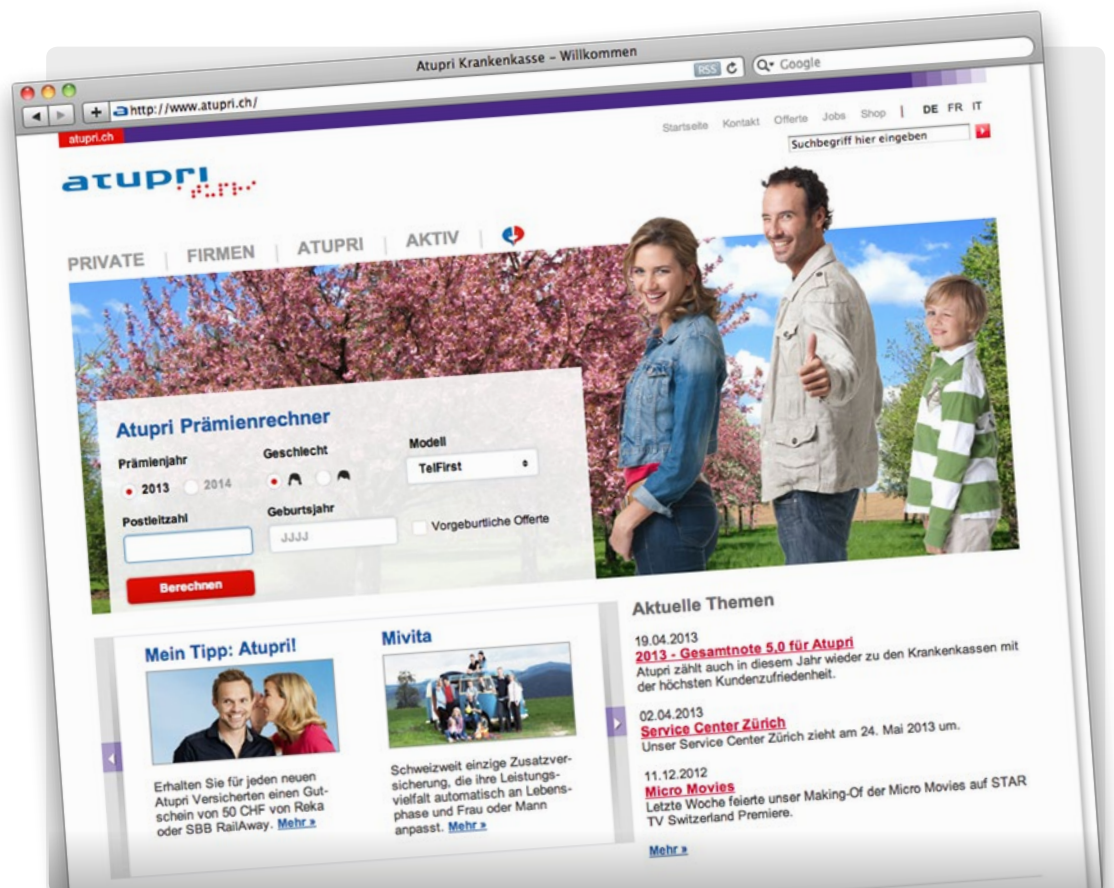 Atupri Krankenkasse – Willkommen
http://www.atupri.ch/
RSS
Google
atupri.ch
Startseite Kontakt Offerte Jobs Shop | DE FR IT
Suchbegriff hier eingeben
atupri
PRIVATE | FIRMEN | ATUPRI | AKTIV |
Atupri Prämienrechner
Prämienjahr
Geschlecht
Modell
2013 2014
TelFirst
Postleitzahl
Geburtsjahr
JJJJ
Vorgeburtliche Offerte
Berechnen
Mein Tipp: Atupri!
Erhalten Sie für jeden neuen
Atupri Versicherten einen Gut-
schein von 50 CHF von Reka
oder SBB RailAway. Mehr »
Mivita
Schweizweit einzige Zusatzver-
sicherung, die ihre Leistungs-
vielfalt automatisch an Lebens-
phase und Frau oder Mann
anpasst. Mehr »
Aktuelle Themen
19.04.2013
2013 - Gesamtnote 5,0 für Atupri
Atupri zählt auch in diesem Jahr wieder zu den Krankenkassen mit
der höchsten Kundenzufriedenheit.
02.04.2013
Service Center Zürich
Unser Service Center Zürich zieht am 24. Mai 2013 um.
11.12.2012
Micro Movies
Letzte Woche feierte unser Making-Of der Micro Movies auf STAR
TV Switzerland Premiere.
Mehr »